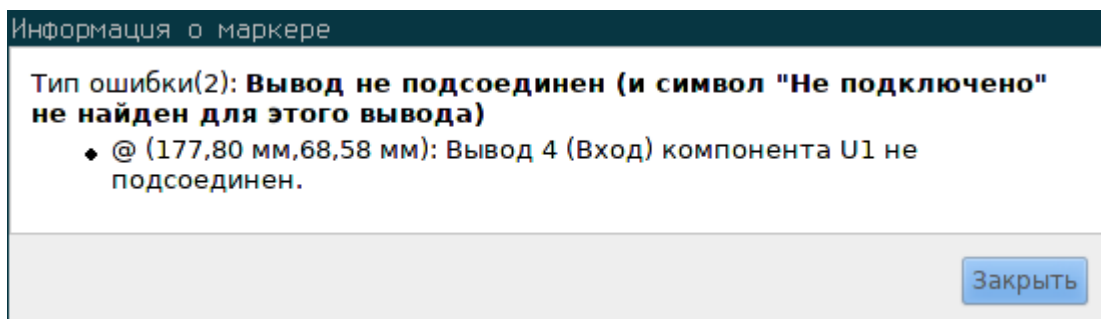 Информация о маркере
Тип ошибки(2): Вывод не подсоединен (и символ "Не подключено"
не найден для этого вывода)
◆ @ (177,80 мм,68,58 мм): Вывод 4 (Вход) компонента U1 не
подсоединен.
Закрыть